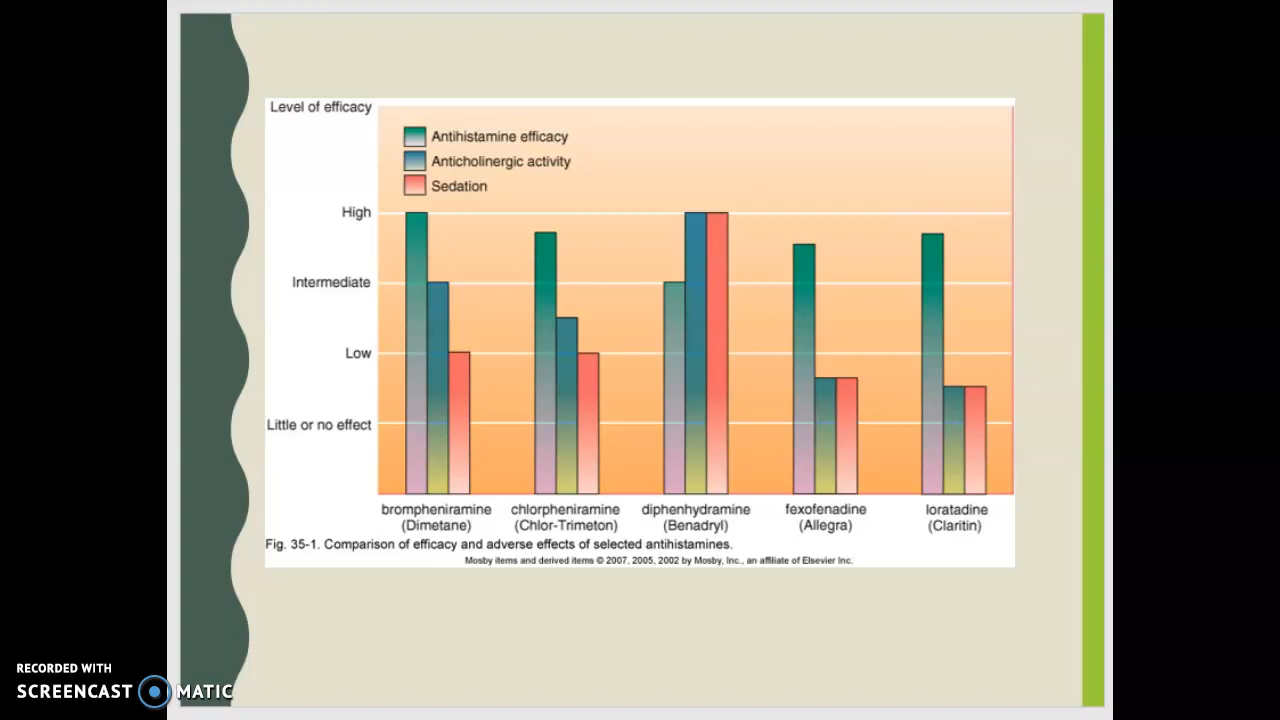 Level of efficacy
Antihistamine efficacy
Anticholinergic activity
Sedation
High
Intermediate
Low
Little or no effect
brompheniramine
(Dimetane)
chlorpheniramine
(Chlor-Trimeton)
diphenhydramine
(Benadryl)
fexofenadine
(Allegra)
loratadine
(Claritin)
Fig. 35-1. Comparison of efficacy and adverse effects of selected antihistamines.
Mosby items and derived items © 2007, 2005, 2002 by Mosby, Inc., an affiliate of Elsevier Inc.
RECORDED WITH
SCREENCAST MATIC